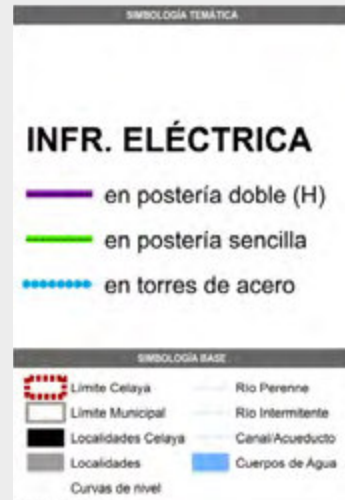 SIMBOLOGÍA TEMÁTICA
INFR. ELÉCTRICA
en postería doble (H)
en postería sencilla
en torres de acero
SIMBOLOGÍA BASE
Límite Celaya
Río Perenne
Límite Municipal
Río Intermitente
Localidades Celaya
Canal/Acueducto
Localidades
Cuerpos de Agua
Curvas de nivel